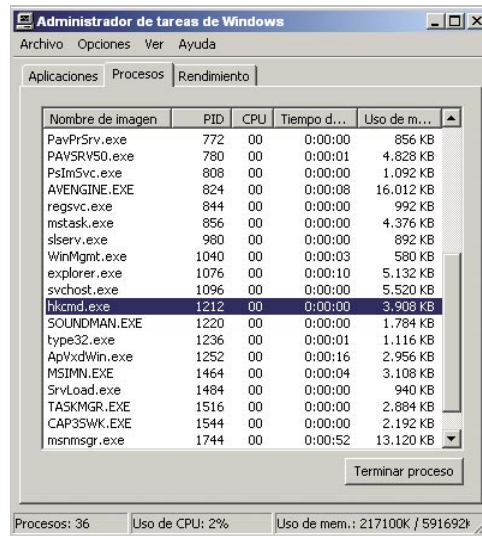 Administrador de tareas de Windows
Archivo Opciones Ver Ayuda
Aplicaciones Procesos Rendimiento
Nombre de imagen PID CPU Tiempo d... Uso de m...
PavPrSrv.exe 772 00 0:00:00 856 KB
PAVSRV50.exe 780 00 0:00:01 4.828 KB
PsImSvc.exe 808 00 0:00:00 1.092 KB
AVENGINE.EXE 824 00 0:00:08 16.012 KB
regsvc.exe 844 00 0:00:00 992 KB
mstask.exe 856 00 0:00:00 4.376 KB
slserv.exe 980 00 0:00:00 892 KB
WinMgmt.exe 1040 00 0:00:03 580 KB
explorer.exe 1076 00 0:00:10 5.132 KB
svchost.exe 1096 00 0:00:00 5.520 KB
hkcmd.exe 1212 00 0:00:00 3.908 KB
SOUNDMAN.EXE 1220 00 0:00:00 1.784 KB
type32.exe 1236 00 0:00:01 1.116 KB
ApVxdWin.exe 1252 00 0:00:16 2.956 KB
MSIMN.EXE 1464 00 0:00:04 3.108 KB
SrvLoad.exe 1484 00 0:00:00 940 KB
TASKMGR.EXE 1516 00 0:00:00 2.884 KB
CAP3SWK.EXE 1544 00 0:00:00 2.192 KB
msnmsgr.exe 1744 00 0:00:52 13.120 KB
Terminar proceso
Procesos: 36 Uso de CPU: 2% Uso de mem.: 217100K / 591692K